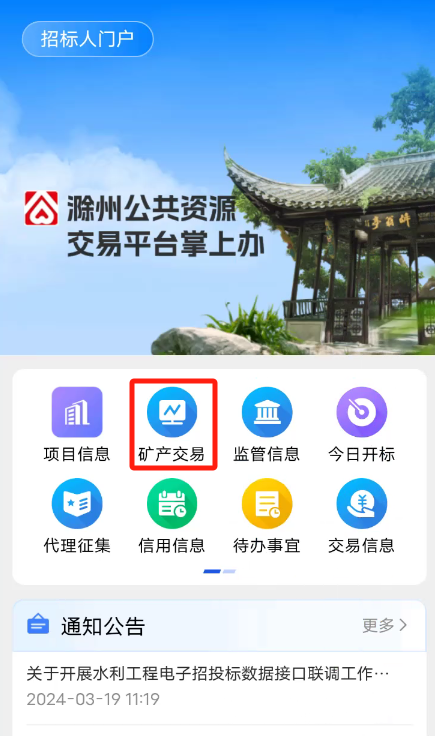 招标人门户
滁州公共资源
交易平台掌上办
项目信息
矿产交易
监管信息
今日开标
代理征集
信用信息
待办事宜
交易信息
通知公告
更多
关于开展水利工程电子招投标数据接口联调工作…
2024-03-19 11:19